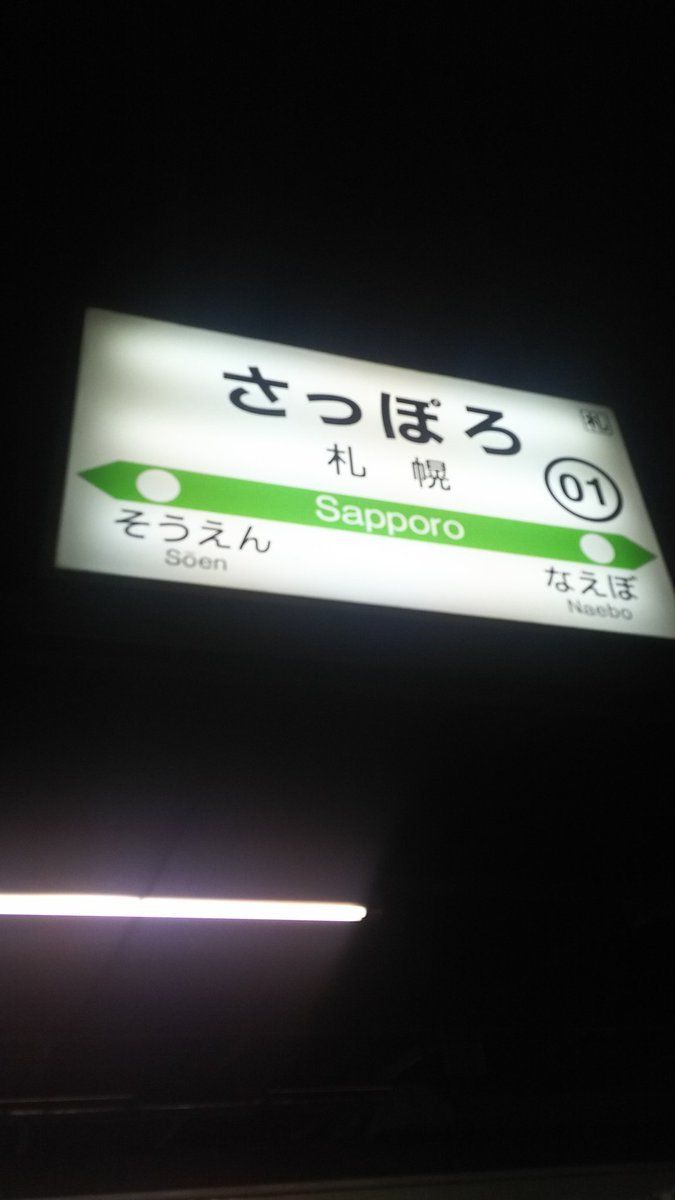 さっぽろ
札
札幌
01
Sapporo
そうえん
Sōen
なえぼ
Naebo